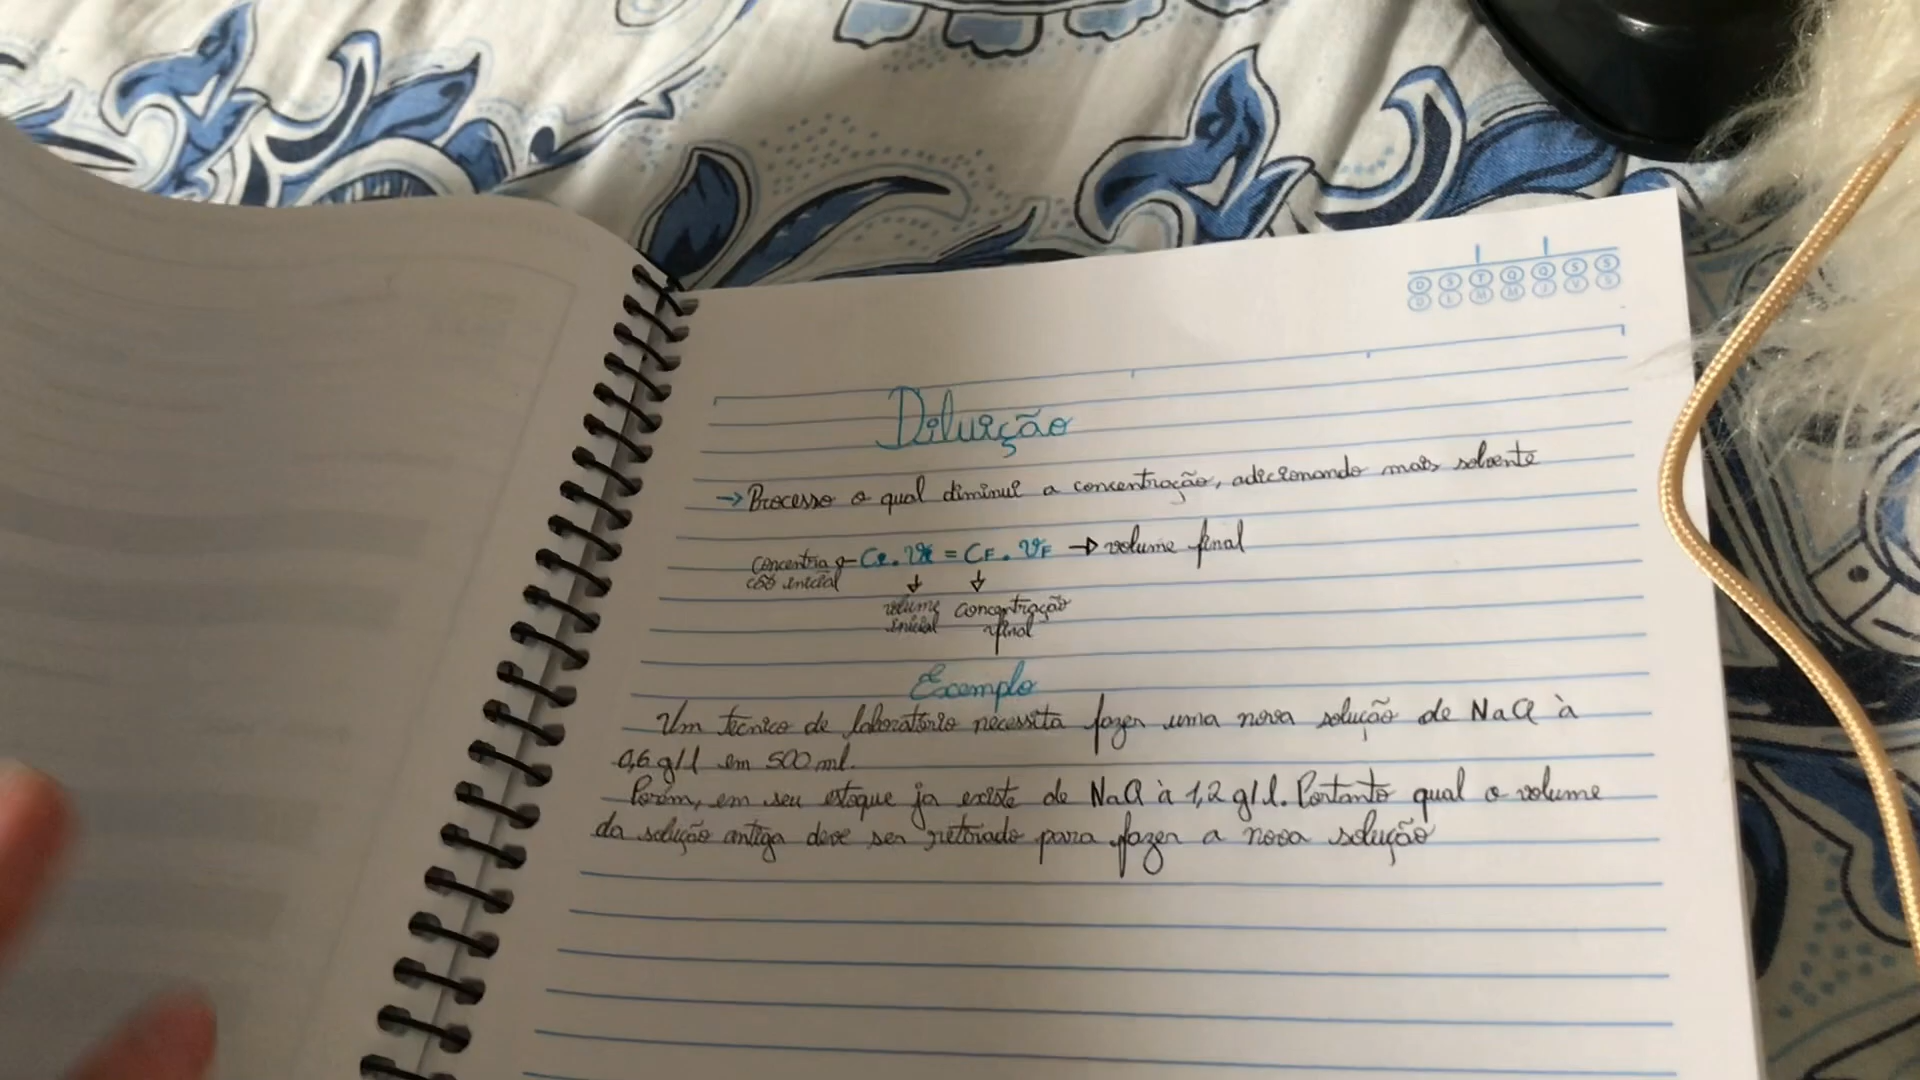 D S T Q Q S S
D L M M J V S
Diluição
→ Processo o qual diminui a concentração, adicionando mais solvente
concentra ← Ci . Vi = CF . VF → volume final
ção inicial ↓ ↓
volume concentração
inicial final
Exemplo
Um técnico de laboratório necessita fazer uma nova solução de NaCl à
0,6 g/l em 500 ml.
Porém, em seu estoque ja existe de NaCl à 1,2 g/l. Portanto qual o volume
da solução antiga deve ser retirado para fazer a nova solução